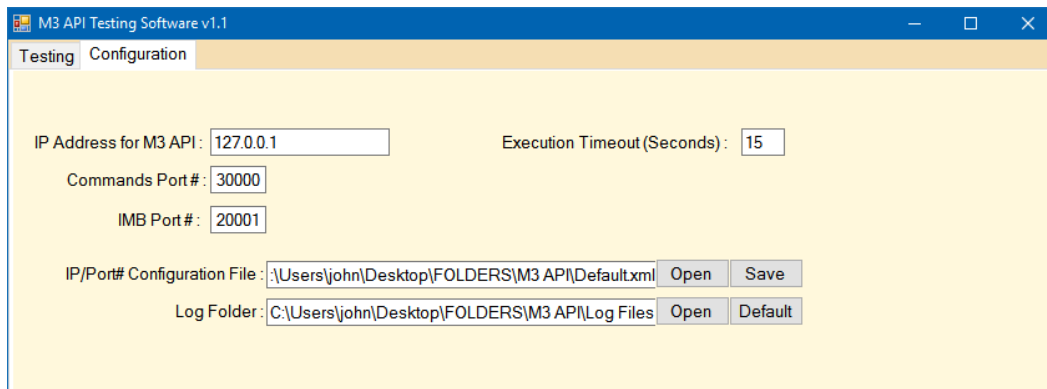 M3 API Testing Software v1.1
Testing Configuration
IP Address for M3 API : 127.0.0.1 Execution Timeout (Seconds) : 15
Commands Port # : 30000
IMB Port # : 20001
IP/Port# Configuration File : :\Users\john\Desktop\FOLDERS\M3 API\Default.xml Open Save
Log Folder : C:\Users\john\Desktop\FOLDERS\M3 API\Log Files Open Default